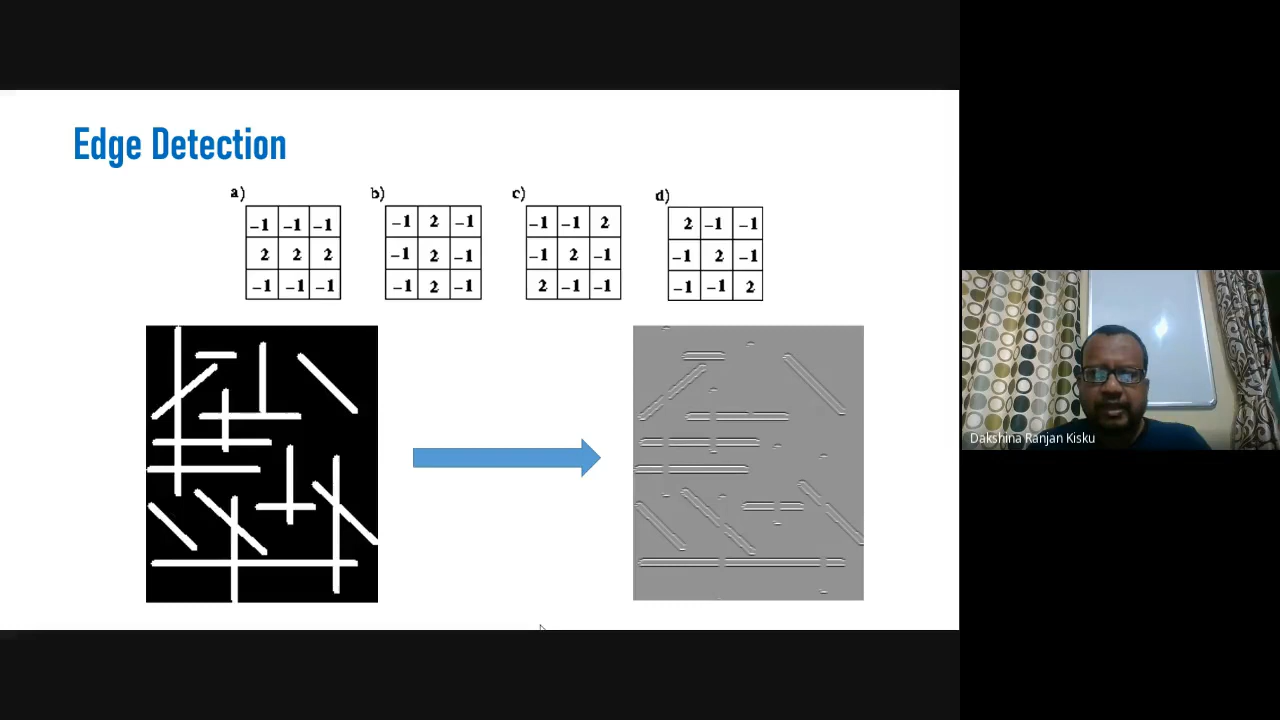 Edge Detection
a) b) c) d)
-1 -1 -1 -1 2 -1 -1 -1 2 2 -1 -1
2 2 2 -1 2 -1 -1 2 -1 -1 2 -1
-1 -1 -1 -1 2 -1 2 -1 -1 -1 -1 2
Dakshina Ranjan Kisku